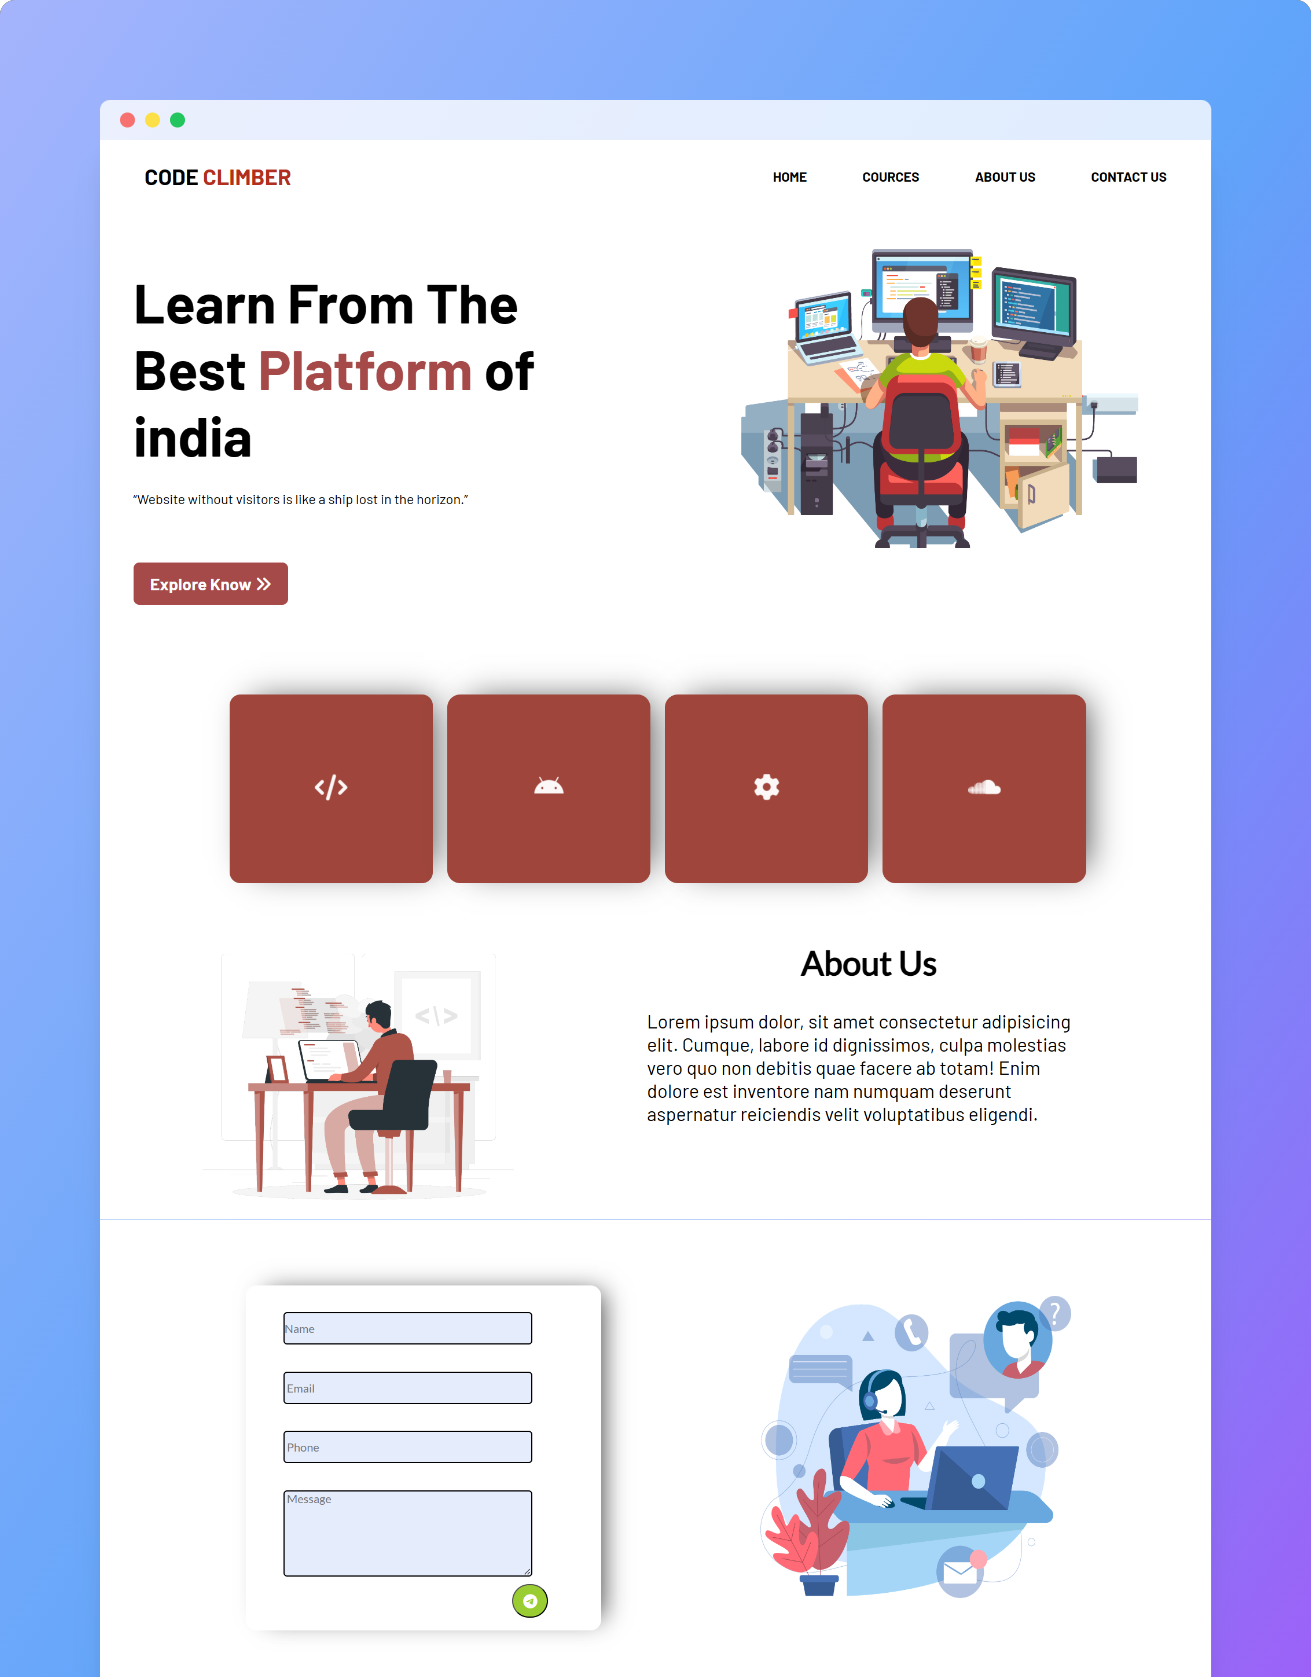 CODE CLIMBER
HOME
COURCES
ABOUT US
CONTACT US
Learn From The
Best Platform of
india
“Website without visitors is like a ship lost in the horizon.”
Explore Know
About Us
Lorem ipsum dolor, sit amet consectetur adipisicing
elit. Cumque, labore id dignissimos, culpa molestias
vero quo non debitis quae facere ab totam! Enim
dolore est inventore nam numquam deserunt
aspernatur reiciendis velit voluptatibus eligendi.
Name
Email
Phone
Message